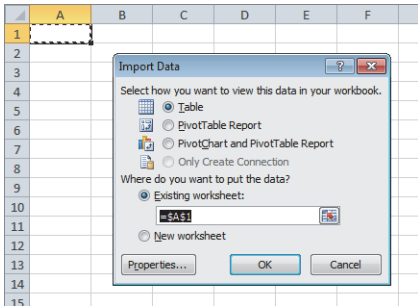 A B C D E F
1
2
3
4
5
6
7
8
9
10
11
12
13
14
15
Import Data
Select how you want to view this data in your workbook.
Table
PivotTable Report
PivotChart and PivotTable Report
Only Create Connection
Where do you want to put the data?
Existing worksheet:
=$A$1
New worksheet
Properties... OK Cancel